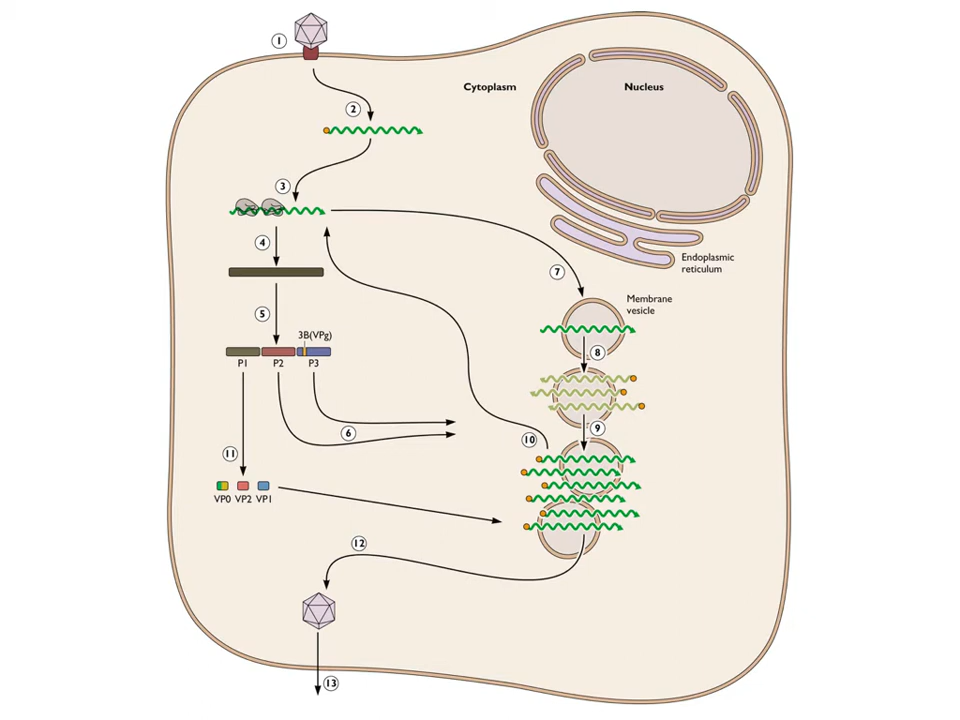 1
Cytoplasm
Nucleus
2
3
4
Endoplasmic
reticulum
7
Membrane
vesicle
5
3B(VPg)
8
P1
P2
P3
9
6
10
11
VP0
VP2
VP1
12
13